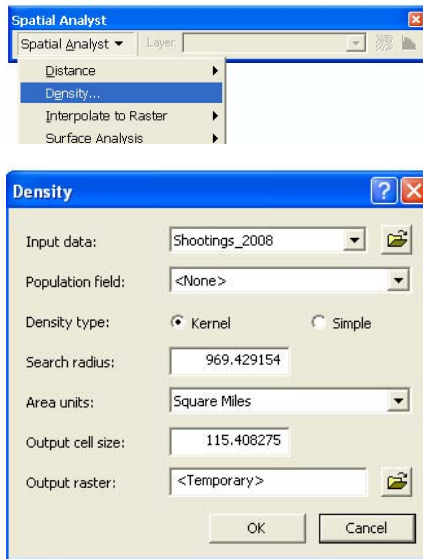 Spatial Analyst
Spatial Analyst Layer:
Distance
Density...
Interpolate to Raster
Surface Analysis
Density
Input data: Shootings_2008
Population field: <None>
Density type: Kernel Simple
Search radius: 969.429154
Area units: Square Miles
Output cell size: 115.408275
Output raster: <Temporary>
OK Cancel